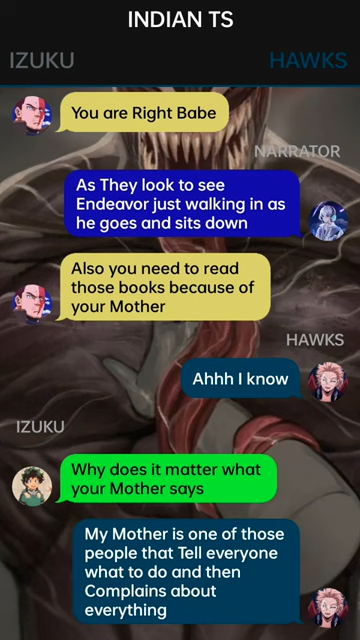 INDIAN TS
IZUKU
HAWKS
You are Right Babe
NARRATOR
As They look to see
Endeavor just walking in as
he goes and sits down
Also you need to read
those books because of
your Mother
HAWKS
Ahhh I know
IZUKU
Why does it matter what
your Mother says
My Mother is one of those
people that Tell everyone
what to do and then
Complains about
everything